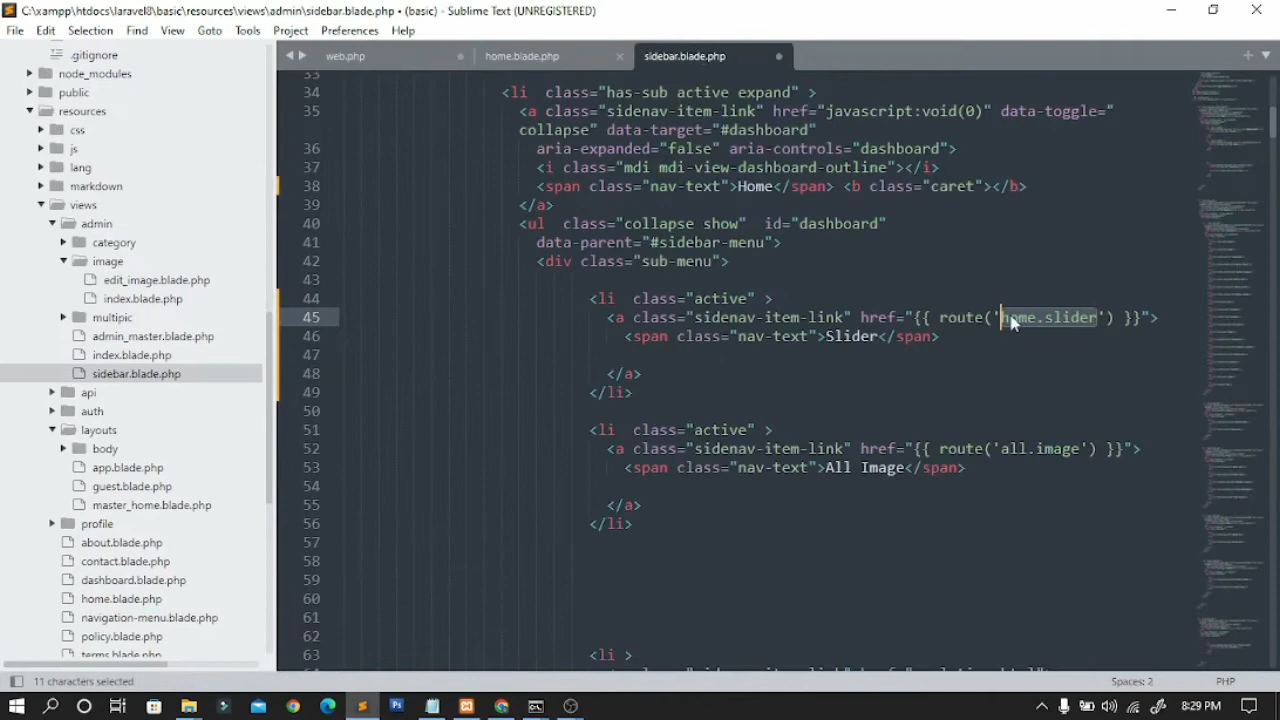 C:\xampp\htdocs\laravel8\basic\resources\views\admin\sidebar.blade.php • (basic) - Sublime Text (UNREGISTERED)
File Edit Selection Find View Goto Tools Project Preferences Help
.gitignore
node_modules
public
resources
css
js
lang
markdown
views
admin
category
image
edit_image.blade.php
index.blade.php
multipic
admin_master.blade.php
index.blade.php
sidebar.blade.php
api
auth
layouts
body
app.blade.php
guest.blade.php
master_home.blade.php
profile
about.blade.php
contact.blade.php
dashboard.blade.php
home.blade.php
navigation-menu.blade.php
policy.blade.php
terms.blade.php
web.php home.blade.php sidebar.blade.php
33
34 <li  class="has-sub active expand" >
35 <a class="sidenav-item-link" href="javascript:void(0)" data-toggle="
collapse" data-target="#dashboard"
36 aria-expanded="false" aria-controls="dashboard">
37 <i class="mdi mdi-view-dashboard-outline"></i>
38 <span class="nav-text">Home</span> <b class="caret"></b>
39 </a>
40 <ul  class="collapse show"  id="dashboard"
41 data-parent="#sidebar-menu">
42 <div class="sub-menu">
43
44 <li  class="active" >
45 <a class="sidenav-item-link" href="{{ route('home.slider') }}">
46 <span class="nav-text">Slider</span>
47
48 </a>
49 </li>
50
51 <li  class="active" >
52 <a class="sidenav-item-link" href="{{ route('all.image') }}">
53 <span class="nav-text">All Image</span>
54
55 </a>
56 </li>
57
58
59
60
61
62
63 <li >
11 characters selected Spaces: 2 PHP
8:29 PM